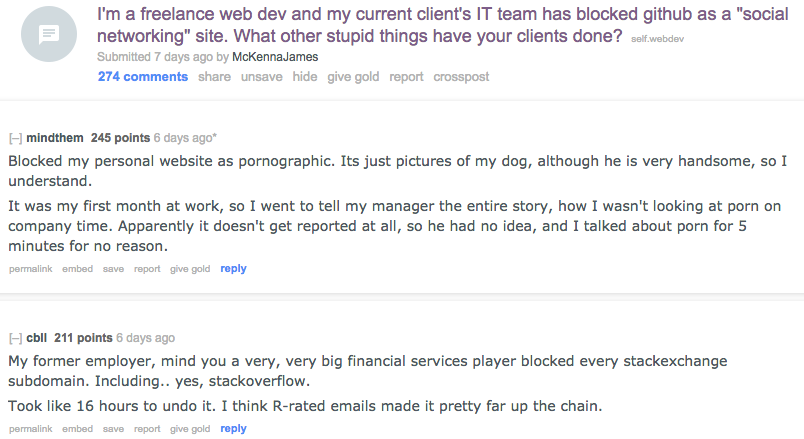 I'm a freelance web dev and my current client's IT team has blocked github as a "social
networking" site. What other stupid things have your clients done? self.webdev
Submitted 7 days ago by McKennaJames
274 comments share unsave hide give gold report crosspost
[–] mindthem 245 points 6 days ago*
Blocked my personal website as pornographic. Its just pictures of my dog, although he is very handsome, so I
understand.
It was my first month at work, so I went to tell my manager the entire story, how I wasn't looking at porn on
company time. Apparently it doesn't get reported at all, so he had no idea, and I talked about porn for 5
minutes for no reason.
permalink embed save report give gold reply
[–] cbll 211 points 6 days ago
My former employer, mind you a very, very big financial services player blocked every stackexchange
subdomain. Including.. yes, stackoverflow.
Took like 16 hours to undo it. I think R-rated emails made it pretty far up the chain.
permalink embed save report give gold reply